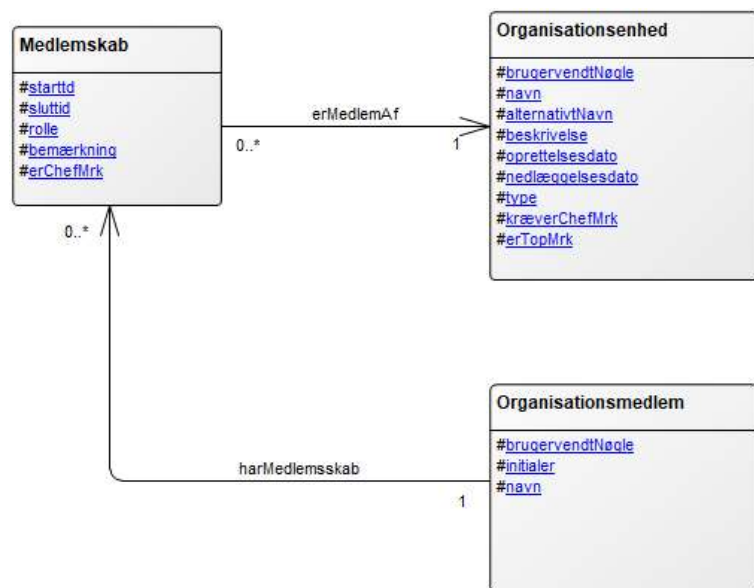 Medlemskab
#starttd
#sluttid
#rolle
#bemærkning
#erChefMrk
erMedlemAf
0..*
1
Organisationsenhed
#brugervendtNøgle
#navn
#alternativtNavn
#beskrivelse
#oprettelsesdato
#nedlæggelsesdato
#type
#kræverChefMrk
#erTopMrk
0..*
harMedlemsskab
1
Organisationsmedlem
#brugervendtNøgle
#initialer
#navn